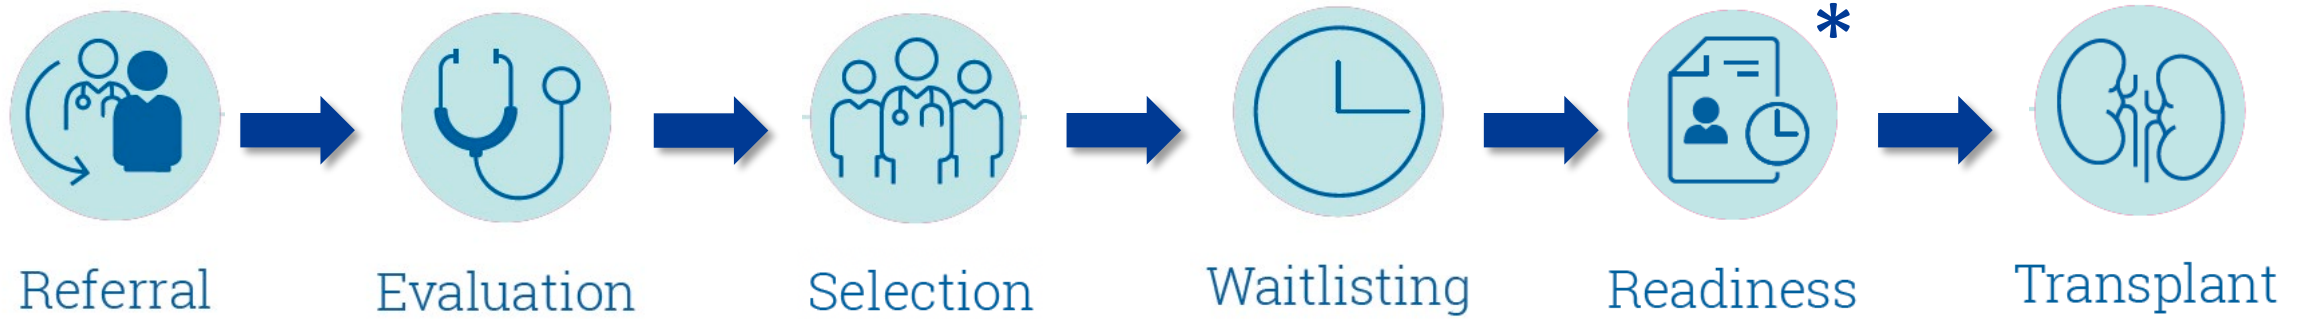 *
Referral
Evaluation
Selection
Waitlisting
Readiness
Transplant